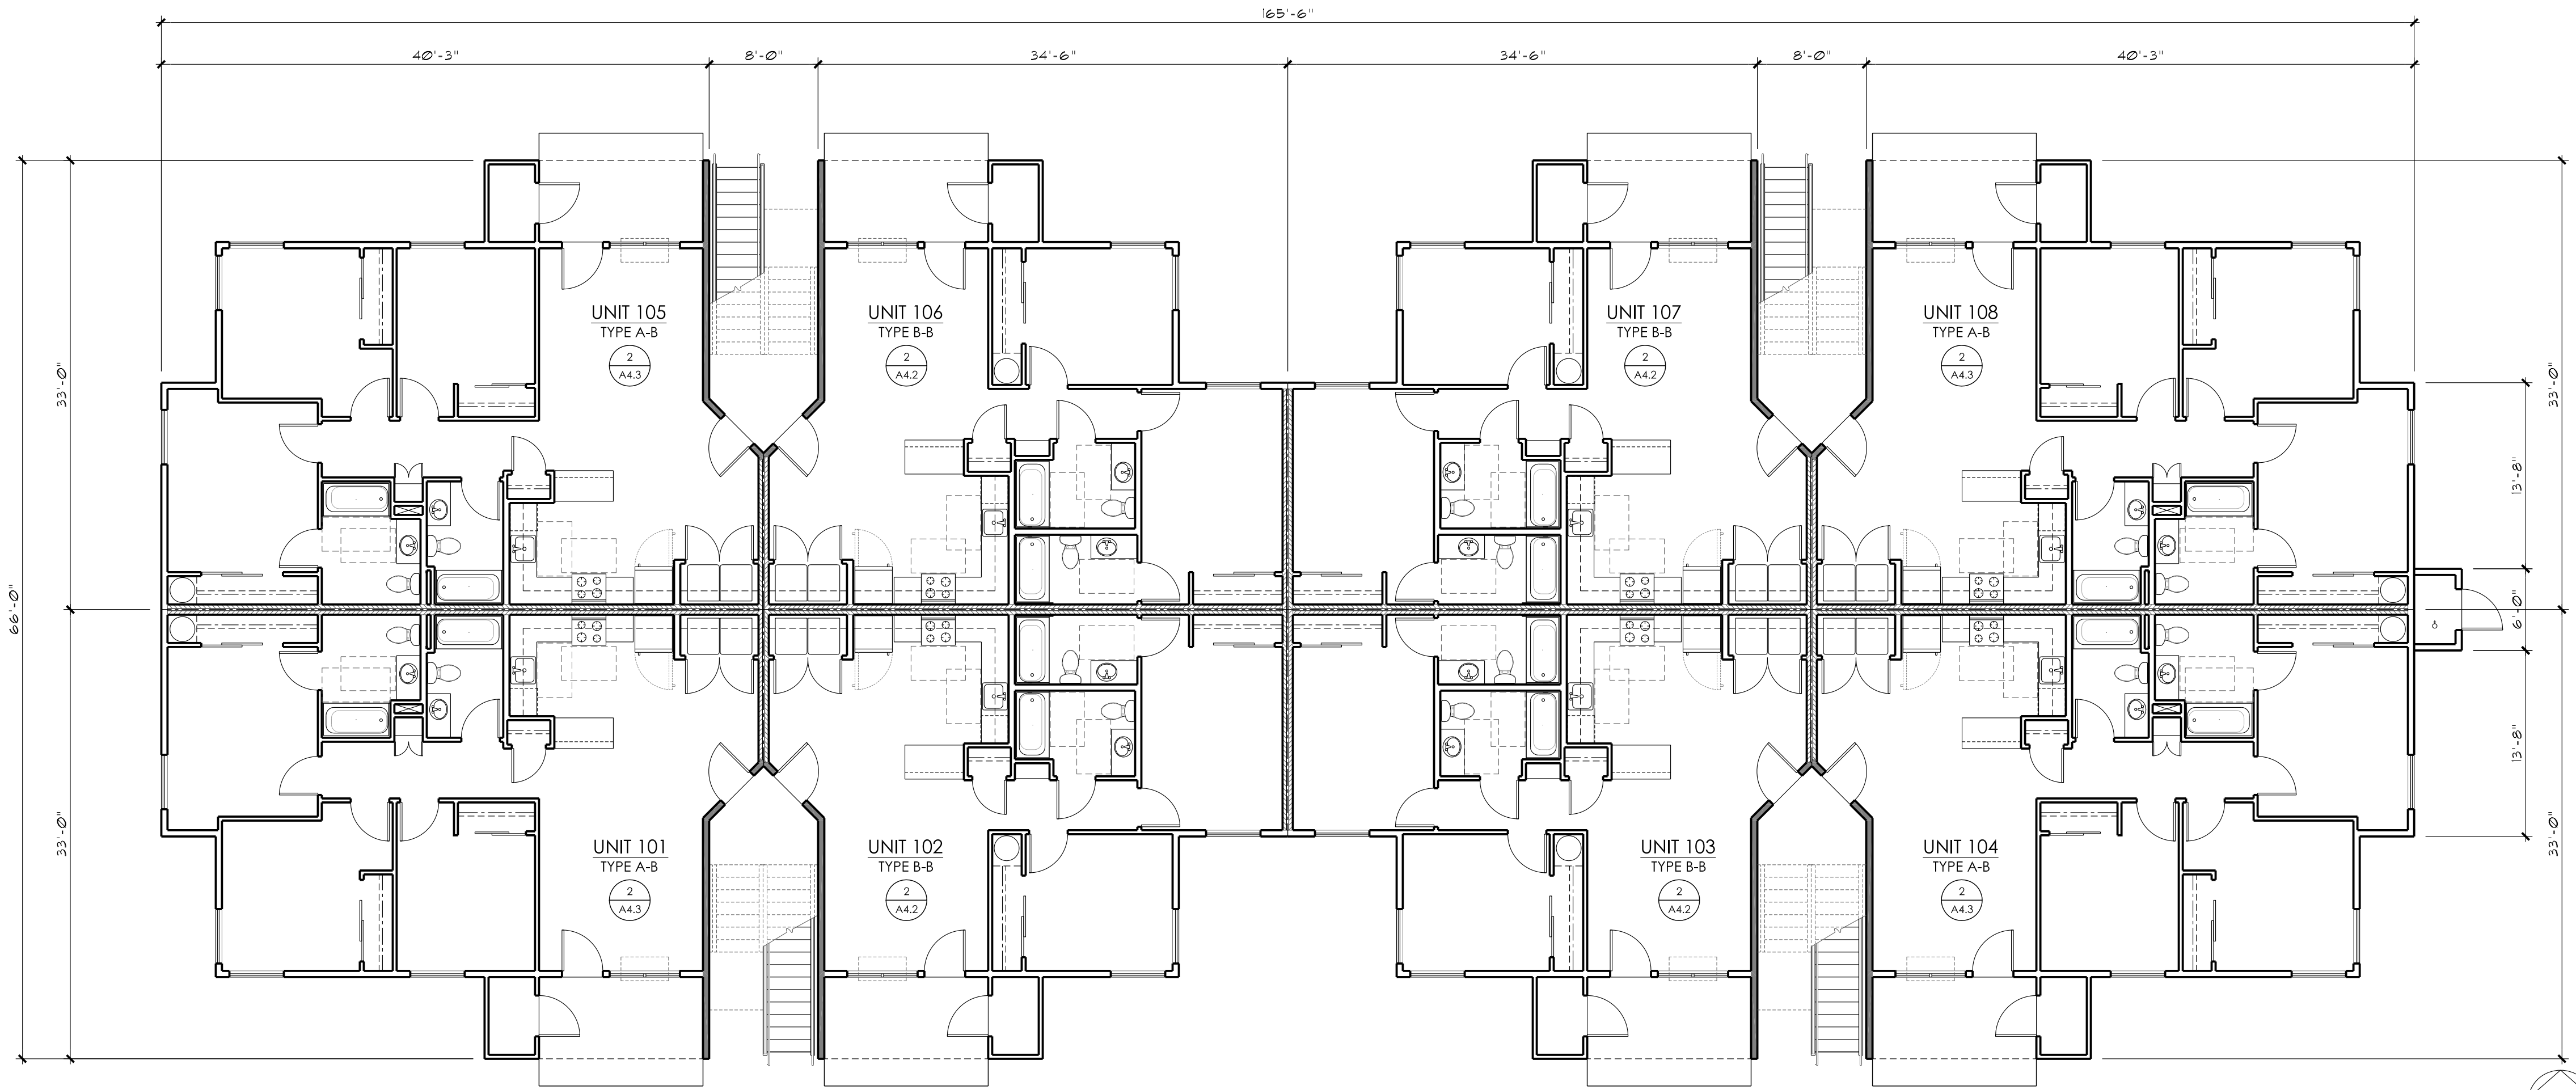 165'-6"
40'-3"
8'-0"
34'-6"
34'-6"
8'-0"
40'-3"
UNIT 105
TYPE A-B
2
A4.3
UNIT 106
TYPE B-B
2
A4.2
UNIT 107
TYPE B-B
2
A4.2
UNIT 108
TYPE A-B
2
A4.3
33'-0"
33'-0"
13'-8"
66'-0"
6'-0"
13'-8"
33'-0"
33'-0"
UNIT 101
TYPE A-B
2
A4.3
UNIT 102
TYPE B-B
2
A4.2
UNIT 103
TYPE B-B
2
A4.2
UNIT 104
TYPE A-B
2
A4.3